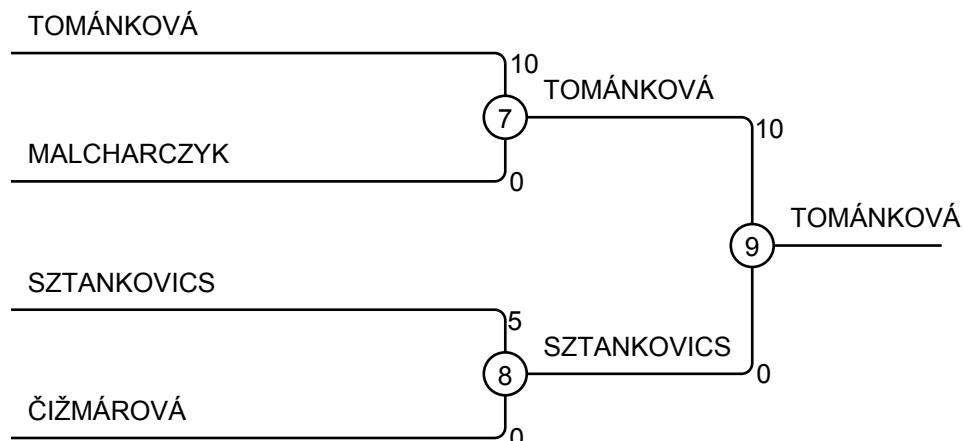 TOMÁNKOVÁ
10
7
TOMÁNKOVÁ
10
MALCHARCZYK
0
TOMÁNKOVÁ
9
SZTANKOVICS
5
8
SZTANKOVICS
0
ČIŽMÁROVÁ
0